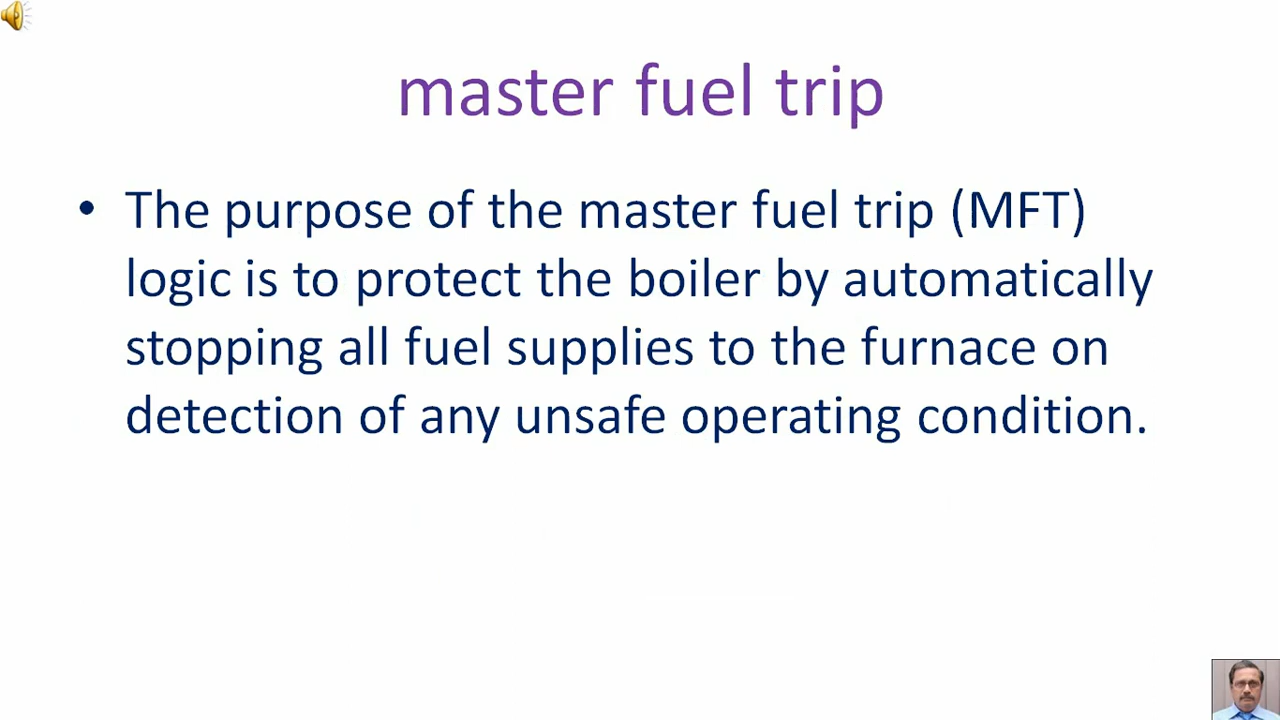 master fuel trip
• The purpose of the master fuel trip (MFT)
logic is to protect the boiler by automatically
stopping all fuel supplies to the furnace on
detection of any unsafe operating condition.